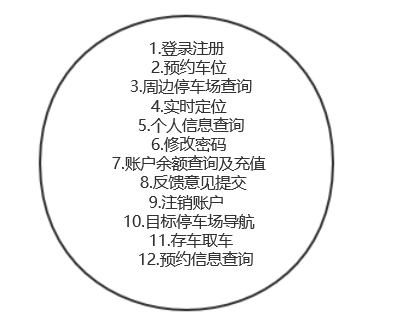 1.登录注册
2.预约车位
3.周边停车场查询
4.实时定位
5.个人信息查询
6.修改密码
7.账户余额查询及充值
8.反馈意见提交
9.注销账户
10.目标停车场导航
11.存车取车
12.预约信息查询